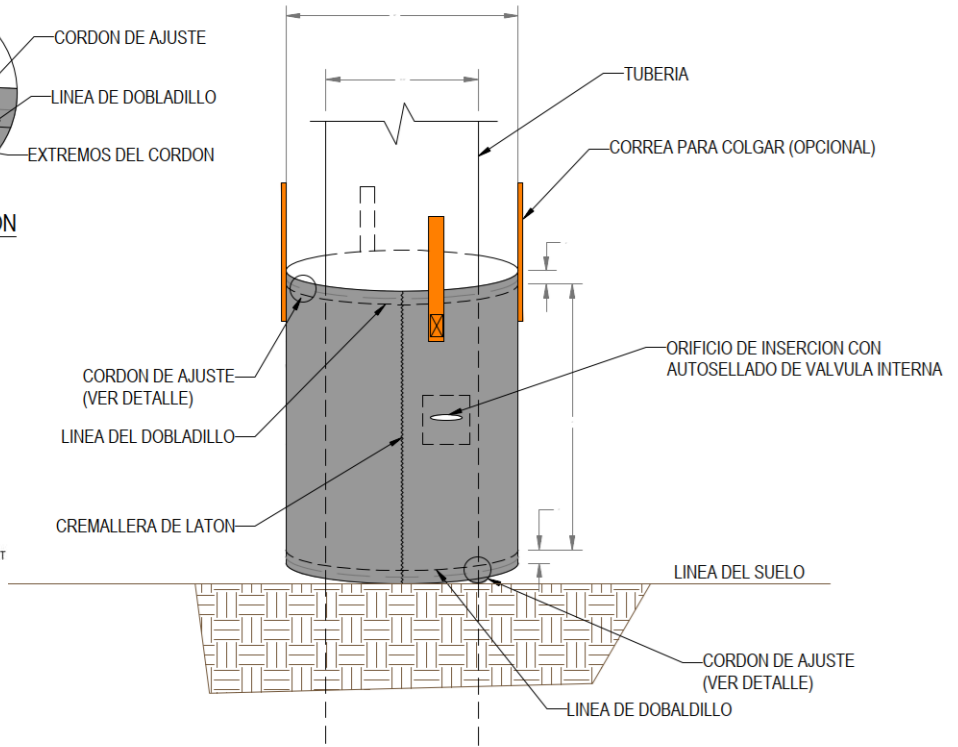 CORDON DE AJUSTE
LINEA DE DOBLADILLO
EXTREMOS DEL CORDON
ON
TUBERIA
CORREA PARA COLGAR (OPCIONAL)
ORIFICIO DE INSERCION CON
AUTOSELLADO DE VALVULA INTERNA
CORDON DE AJUSTE
(VER DETALLE)
LINEA DEL DOBLADILLO
CREMALLERA DE LATON
T
LINEA DEL SUELO
CORDON DE AJUSTE
(VER DETALLE)
LINEA DE DOBALDILLO